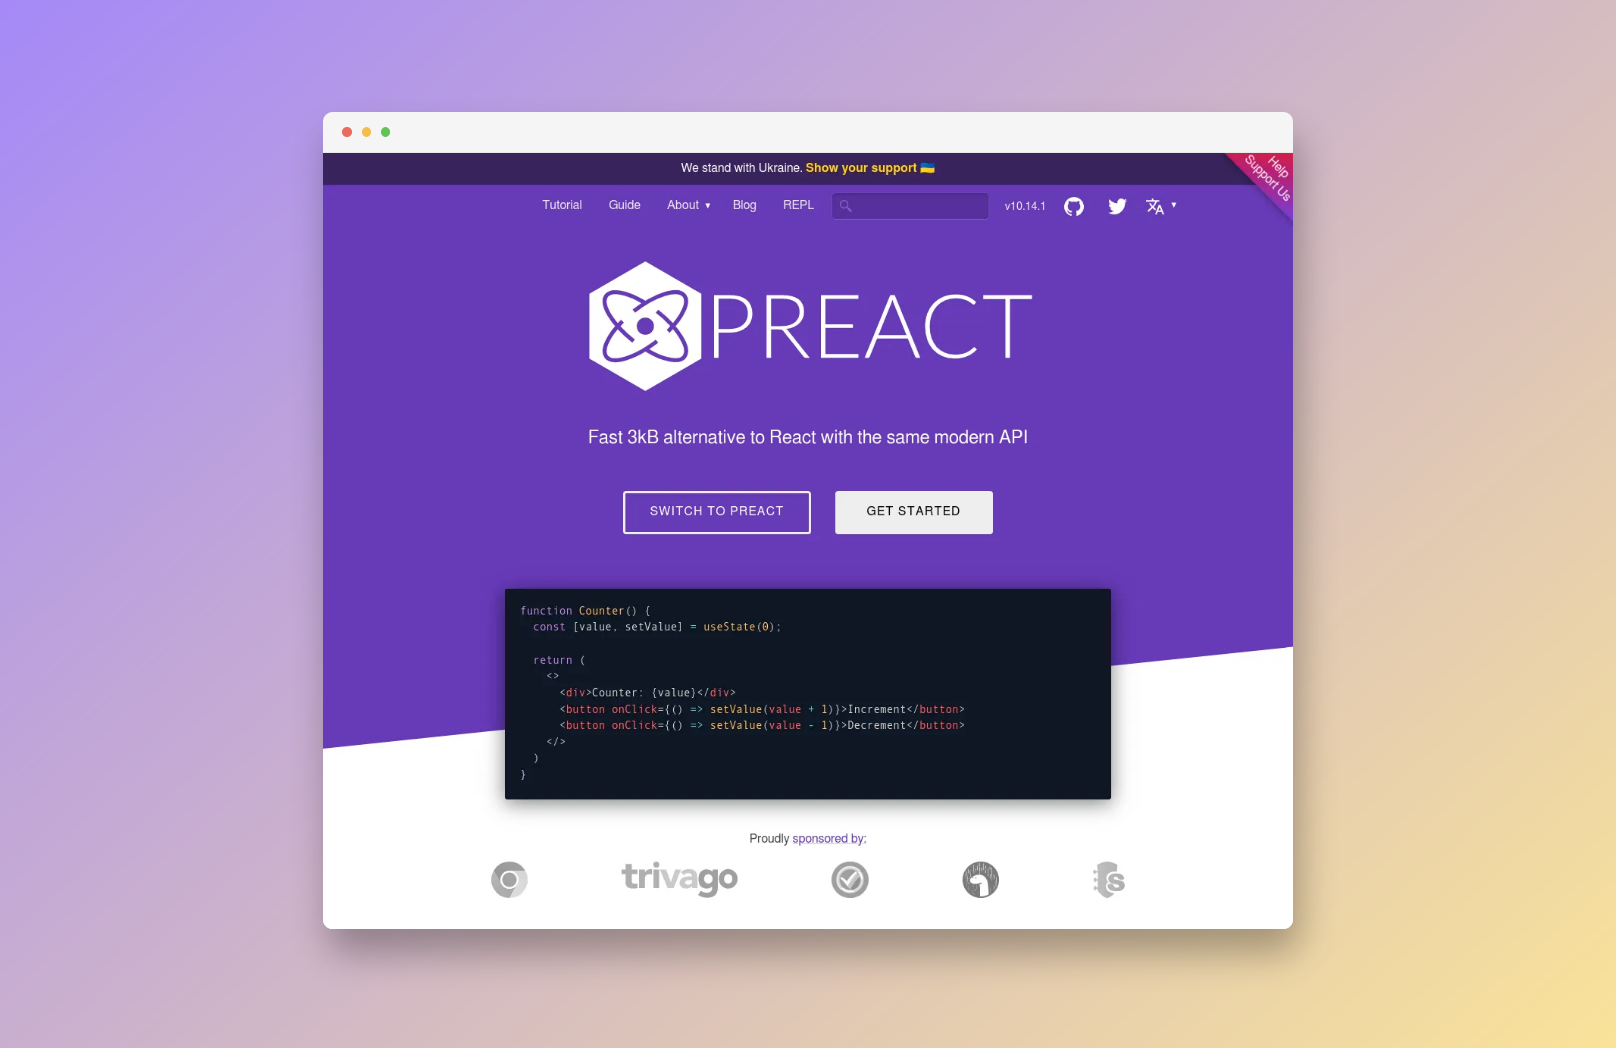 We stand with Ukraine. Show your support 🇺🇦
Help
Support Us
Tutorial Guide About ▼ Blog REPL v10.14.1
PREACT
Fast 3kB alternative to React with the same modern API
SWITCH TO PREACT GET STARTED
function Counter() {
  const [value, setValue] = useState(0);
  return (
    <>
      <div>Counter: {value}</div>
      <button onClick={() => setValue(value + 1)}>Increment</button>
      <button onClick={() => setValue(value - 1)}>Decrement</button>
    </>
  )
}
Proudly sponsored by:
trivago